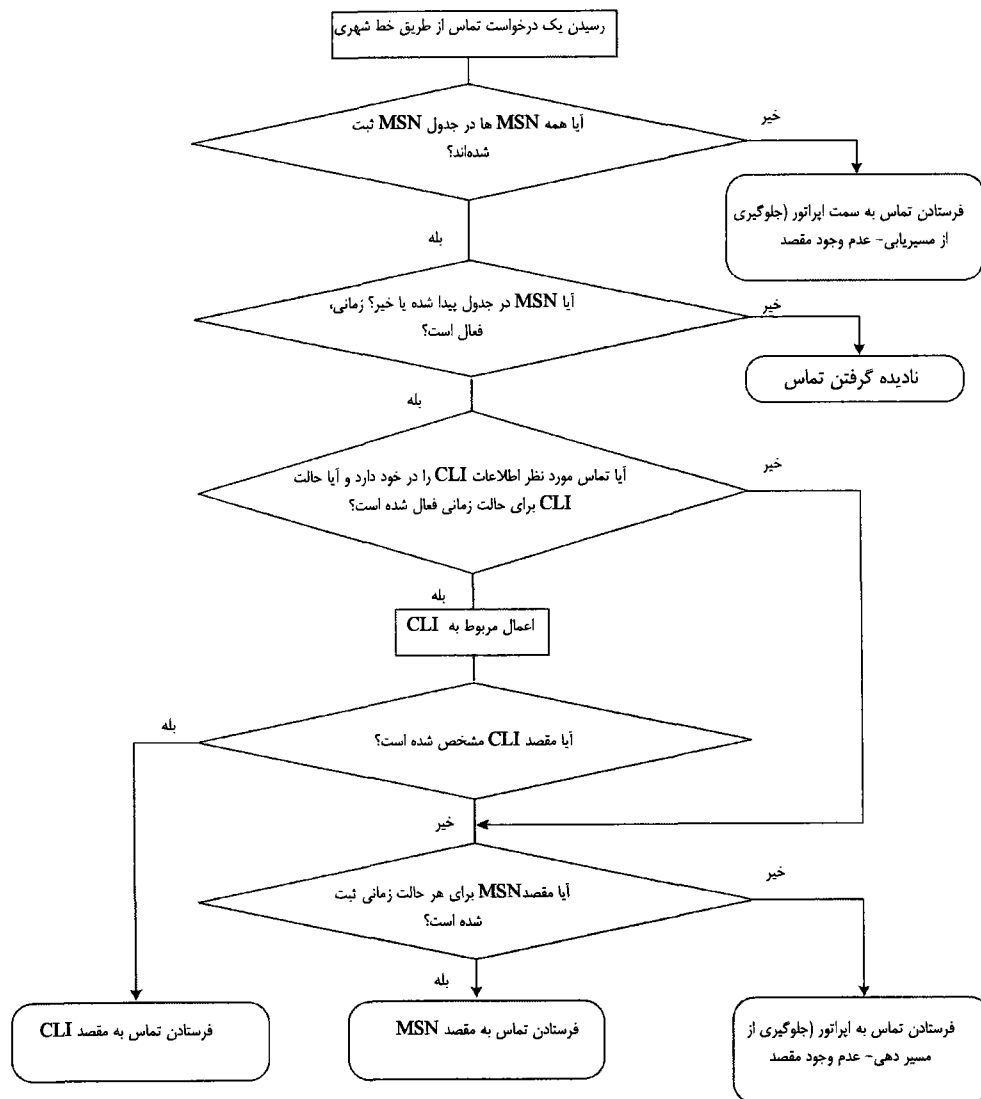 رسیدن یک درخواست تماس از طریق خط شهری
آیا همه MSN ها در جدول MSN ثبت
شده‌اند؟
خیر
فرستادن تماس به سمت اپراتور (جلوگیری
از مسیریابی- عدم وجود مقصد
بله
آیا MSN در جدول پیدا شده یا خیر؟ زمانی،
فعال است؟
خیر
نادیده گرفتن تماس
بله
آیا تماس مورد نظر اطلاعات CLI را در خود دارد و آیا حالت
CLI برای حالت زمانی فعال شده است؟
خیر
بله
اعمال مربوط به CLI
آیا مقصد CLI مشخص شده است؟
بله
خیر
آیا مقصدMSN برای هر حالت زمانی ثبت
شده است؟
خیر
بله
فرستادن تماس به مقصد CLI
فرستادن تماس به مقصد MSN
فرستادن تماس به اپراتور (جلوگیری از
مسیر دهی- عدم وجود مقصد